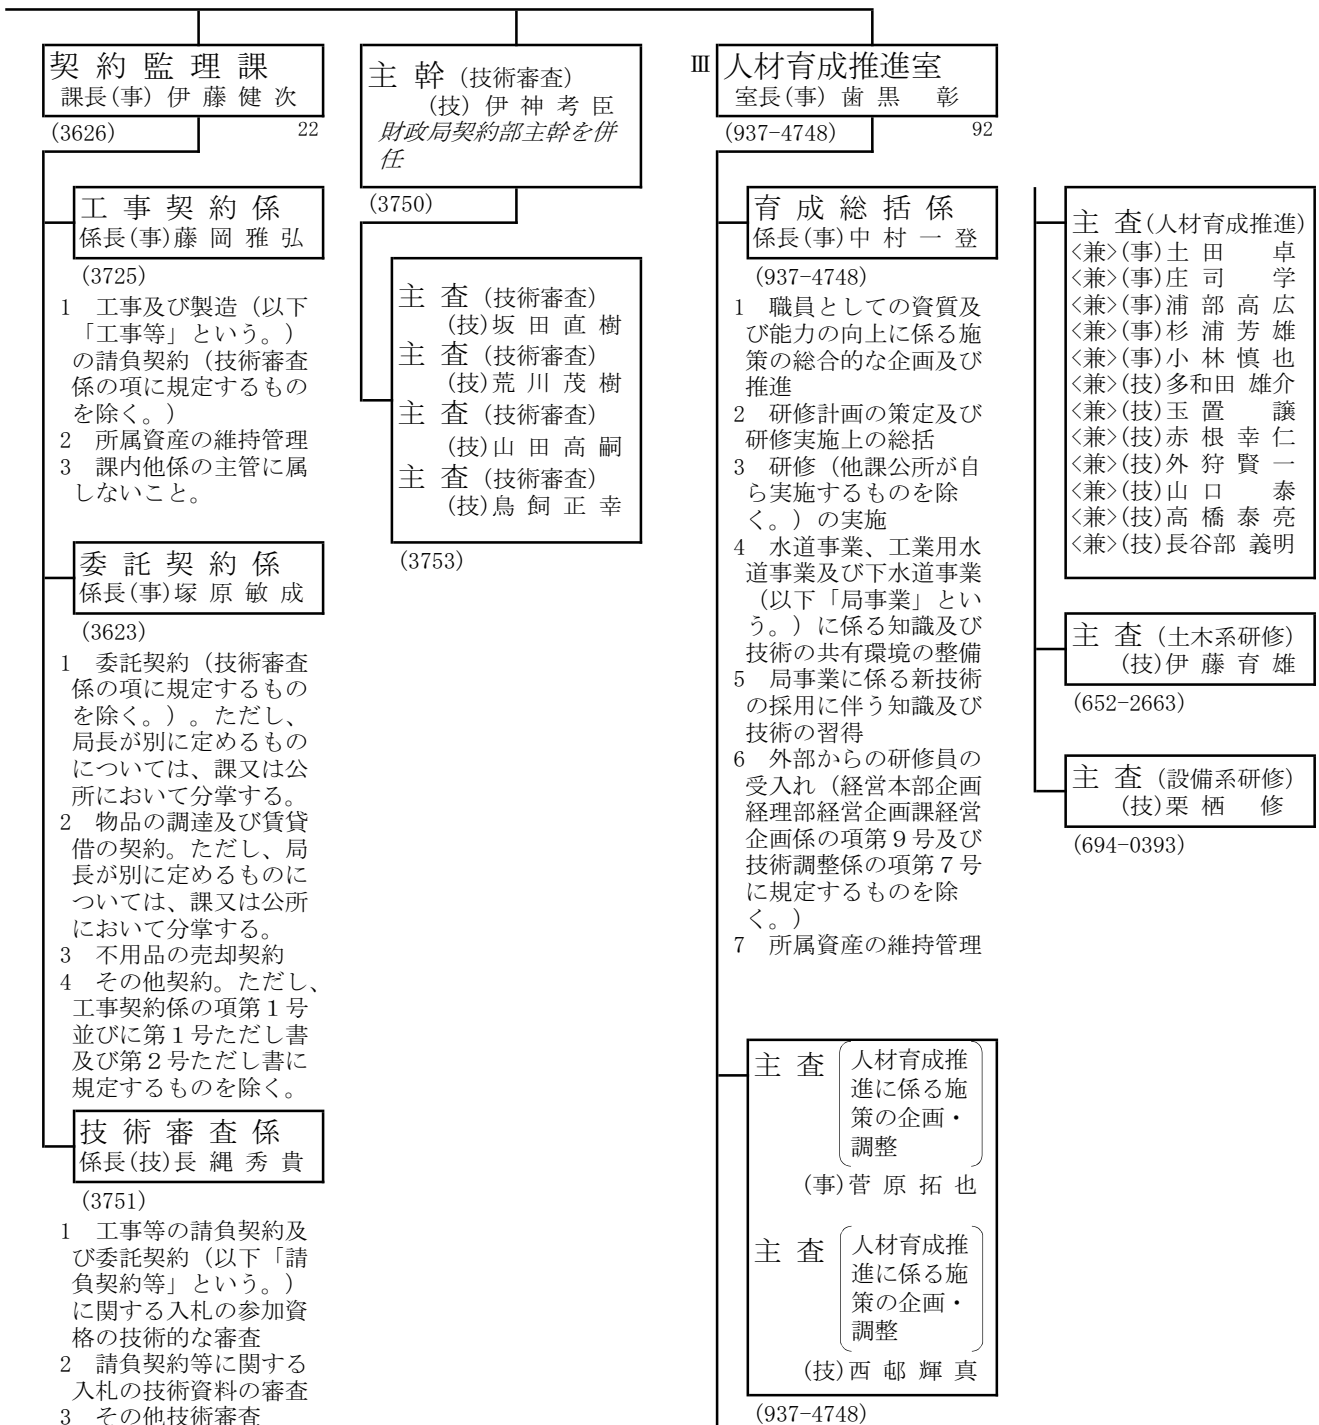 契約監理課
課長(事) 伊藤健次
(3626)
22
工事契約係
係長(事)藤岡雅弘
(3725)
1 工事及び製造(以下
「工事等」という。)
の請負契約(技術審査
係の項に規定するもの
を除く。)
2 所属資産の維持管理
3 課内他係の主管に属
しないこと。
委託契約係
係長(事)塚原敏成
(3623)
1 委託契約(技術審査
係の項に規定するもの
を除く。)。ただし、
局長が別に定めるもの
については、課又は公
所において分掌する。
2 物品の調達及び賃貸
借の契約。ただし、局
長が別に定めるものに
ついては、課又は公所
において分掌する。
3 不用品の売却契約
4 その他契約。ただし、
工事契約係の項第1号
並びに第1号ただし書
及び第2号ただし書に
規定するものを除く。
技術審査係
係長(技)長縄秀貴
(3751)
1 工事等の請負契約及
び委託契約(以下「請
負契約等」という。)
に関する入札の参加資
格の技術的な審査
2 請負契約等に関する
入札の技術資料の審査
3 その他技術審査
主幹(技術審査)
(技)伊神考臣
財政局契約部主幹を併
任
(3750)
主査(技術審査)
(技)坂田直樹
主査(技術審査)
(技)荒川茂樹
主査(技術審査)
(技)山田高嗣
主査(技術審査)
(技)鳥飼正幸
(3753)
Ⅲ 人材育成推進室
室長(事)歯黒 彰
(937-4748)
92
育成総括係
係長(事)中村一登
(937-4748)
1 職員としての資質及
び能力の向上に係る施
策の総合的な企画及び
推進
2 研修計画の策定及び
研修実施上の総括
3 研修(他課公所が自
ら実施するものを除
く。)の実施
4 水道事業、工業用水
道事業及び下水道事業
(以下「局事業」とい
う。)に係る知識及び
技術の共有環境の整備
5 局事業に係る新技術
の採用に伴う知識及び
技術の習得
6 外部からの研修員の
受入れ(経営本部企画
経理部経営企画課経営
企画係の項第9号及び
技術調整係の項第7号
に規定するものを除
く。)
7 所属資産の維持管理
主査(人材育成推
進に係る施
策の企画・
調整)
(事)菅原拓也
主査(人材育成推
進に係る施
策の企画・
調整)
(技)西邨輝真
(937-4748)
主査(人材育成推進)
<兼>(事)土田 卓
<兼>(事)庄司 学
<兼>(事)浦部高広
<兼>(事)杉浦芳雄
<兼>(事)小林慎也
<兼>(技)多和田 雄介
<兼>(技)玉置 譲
<兼>(技)赤根幸仁
<兼>(技)外狩賢一
<兼>(技)山口 泰
<兼>(技)高橋泰亮
<兼>(技)長谷部 義明
主査(土木系研修)
(技)伊藤育雄
(652-2663)
主査(設備系研修)
(技)栗栖 修
(694-0393)